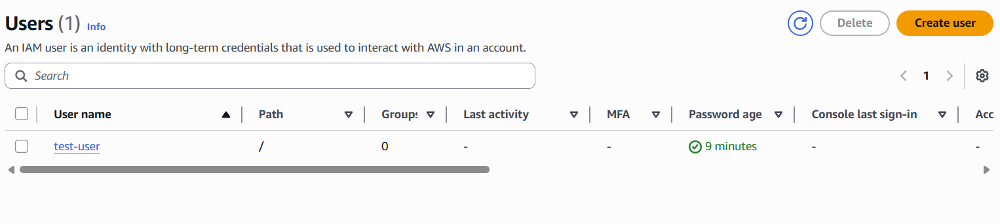 Users (1) Info
Delete
Create user
An IAM user is an identity with long-term credentials that is used to interact with AWS in an account.
Search
1
User name Path Groups Last activity MFA Password age Console last sign-in Acc
test-user / 0 - - 9 minutes - -